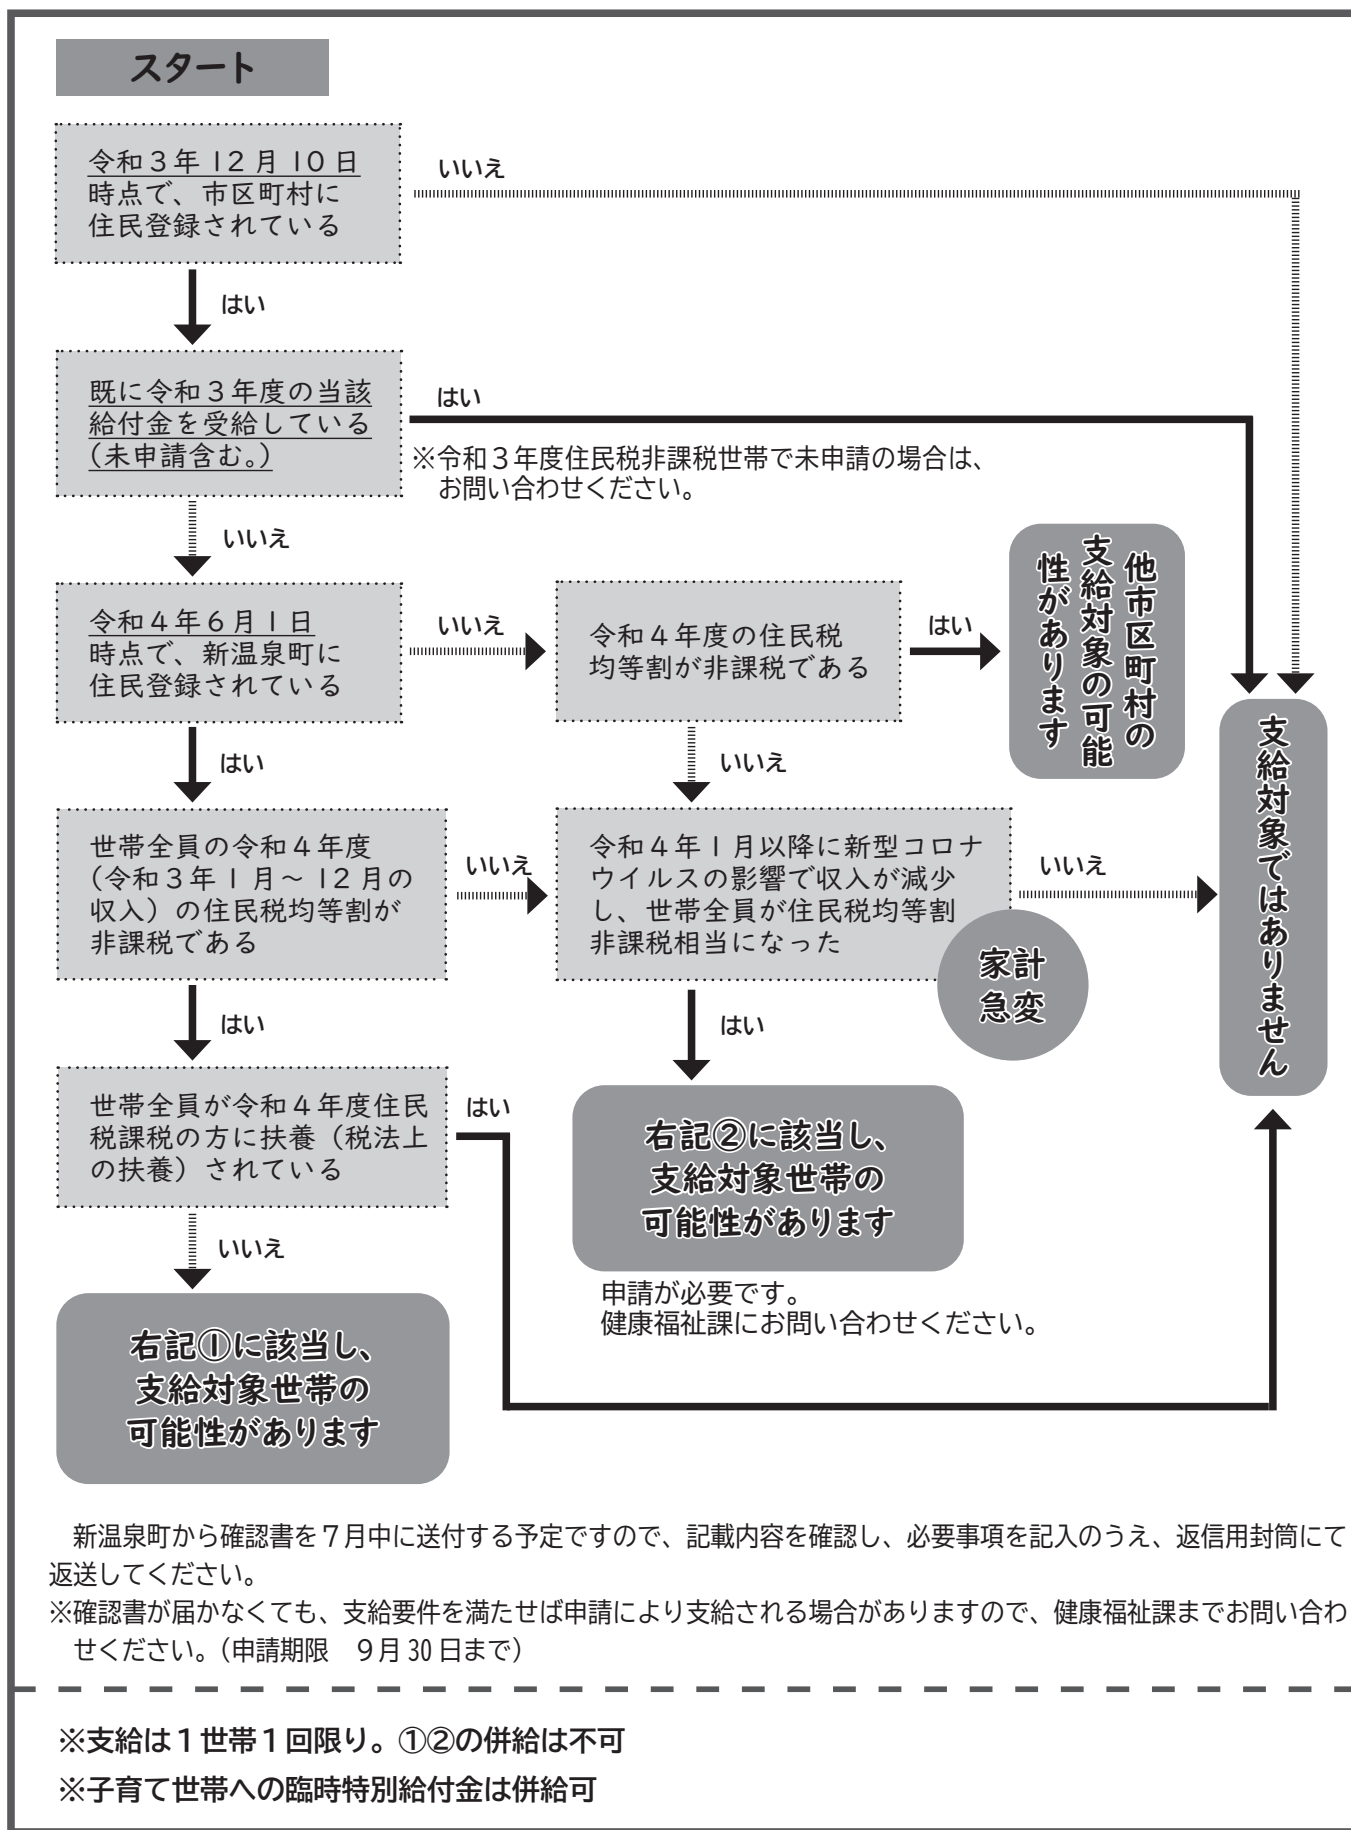 スタート
令和３年１２月１０日
時点で、市区町村に
住民登録されている
いいえ
はい
既に令和３年度の当該
給付金を受給している
（未申請含む。）
はい
※令和３年度住民税非課税世帯で未申請の場合は、
お問い合わせください。
いいえ
令和４年６月１日
時点で、新温泉町に
住民登録されている
いいえ
令和４年度の住民税
均等割が非課税である
はい
他市区町村の
支給対象の可能
性があります
はい
いいえ
世帯全員の令和４年度
（令和３年１月～１２月の
収入）の住民税均等割が
非課税である
いいえ
令和４年１月以降に新型コロナ
ウイルスの影響で収入が減少
し、世帯全員が住民税均等割
非課税相当になった
家計
急変
いいえ
支給対象ではありません
はい
はい
世帯全員が令和４年度住民
税課税の方に扶養（税法上
の扶養）されている
はい
右記②に該当し、
支給対象世帯の
可能性があります
申請が必要です。
健康福祉課にお問い合わせください。
いいえ
右記①に該当し、
支給対象世帯の
可能性があります
新温泉町から確認書を７月中に送付する予定ですので、記載内容を確認し、必要事項を記入のうえ、返信用封筒にて
返送してください。
※確認書が届かなくても、支給要件を満たせば申請により支給される場合がありますので、健康福祉課までお問い合わ
せください。（申請期限　９月30日まで）
※支給は１世帯１回限り。①②の併給は不可
※子育て世帯への臨時特別給付金は併給可